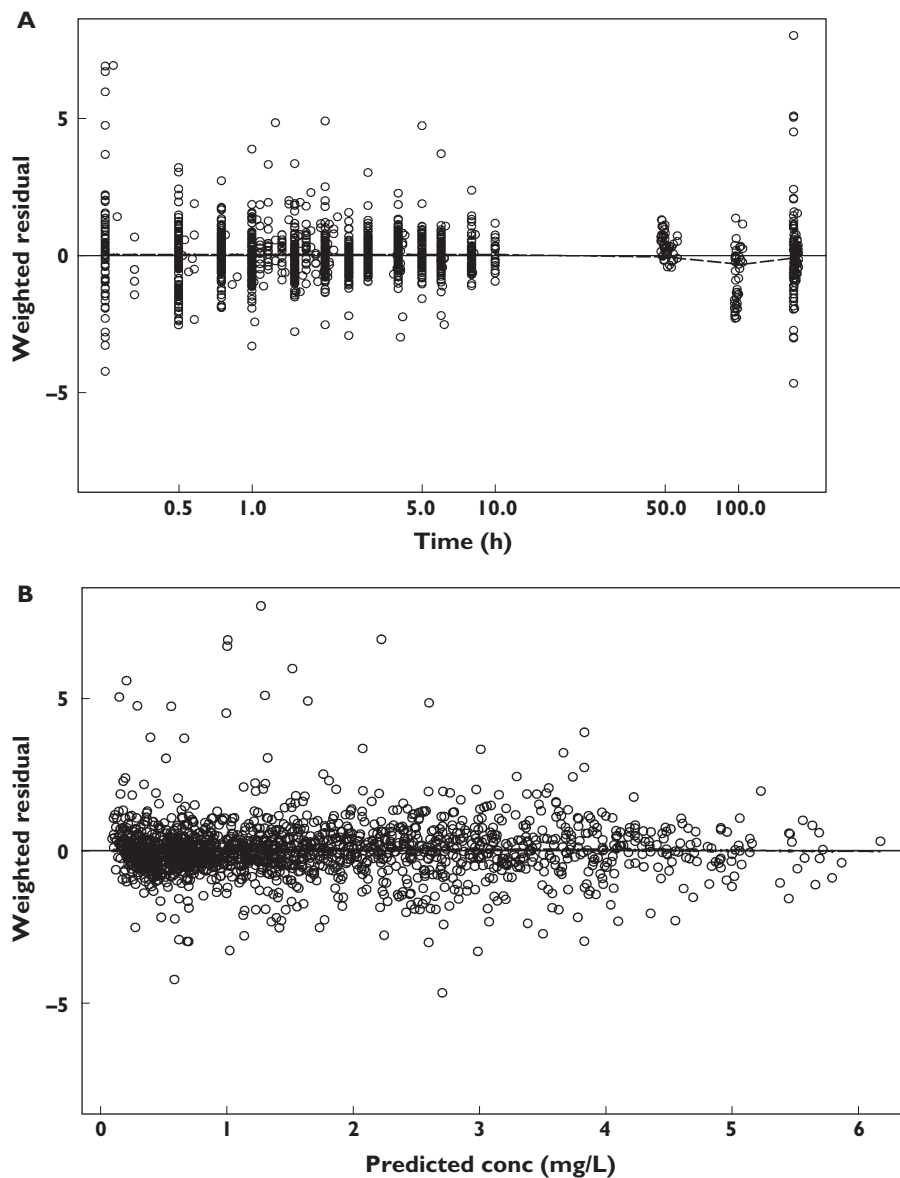 A
Weighted residual
5
0
–5
0.5 1.0 5.0 10.0 50.0 100.0
Time (h)
B
Weighted residual
5
0
–5
0 1 2 3 4 5 6
Predicted conc (mg/L)